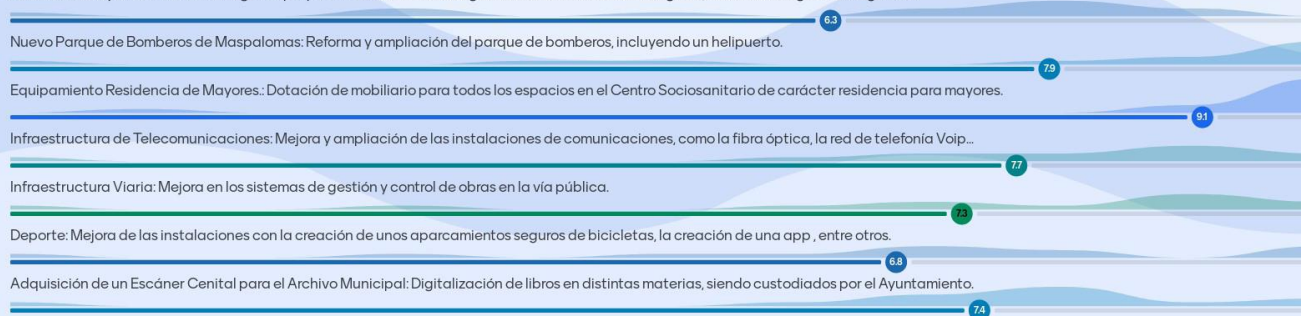 6.3
Nuevo Parque de Bomberos de Maspalomas: Reforma y ampliación del parque de bomberos, incluyendo un helipuerto.
7.9
Equipamiento Residencia de Mayores.: Dotación de mobiliario para todos los espacios en el Centro Sociosanitario de carácter residencia para mayores.
9.1
Infraestructura de Telecomunicaciones: Mejora y ampliación de las instalaciones de comunicaciones, como la fibra óptica, la red de telefonía Voip...
7.7
Infraestructura Viaria: Mejora en los sistemas de gestión y control de obras en la vía pública.
7.3
Deporte: Mejora de las instalaciones con la creación de unos aparcamientos seguros de bicicletas, la creación de una app , entre otros.
6.8
Adquisición de un Escáner Cenital para el Archivo Municipal: Digitalización de libros en distintas materias, siendo custodiados por el Ayuntamiento.
7.4